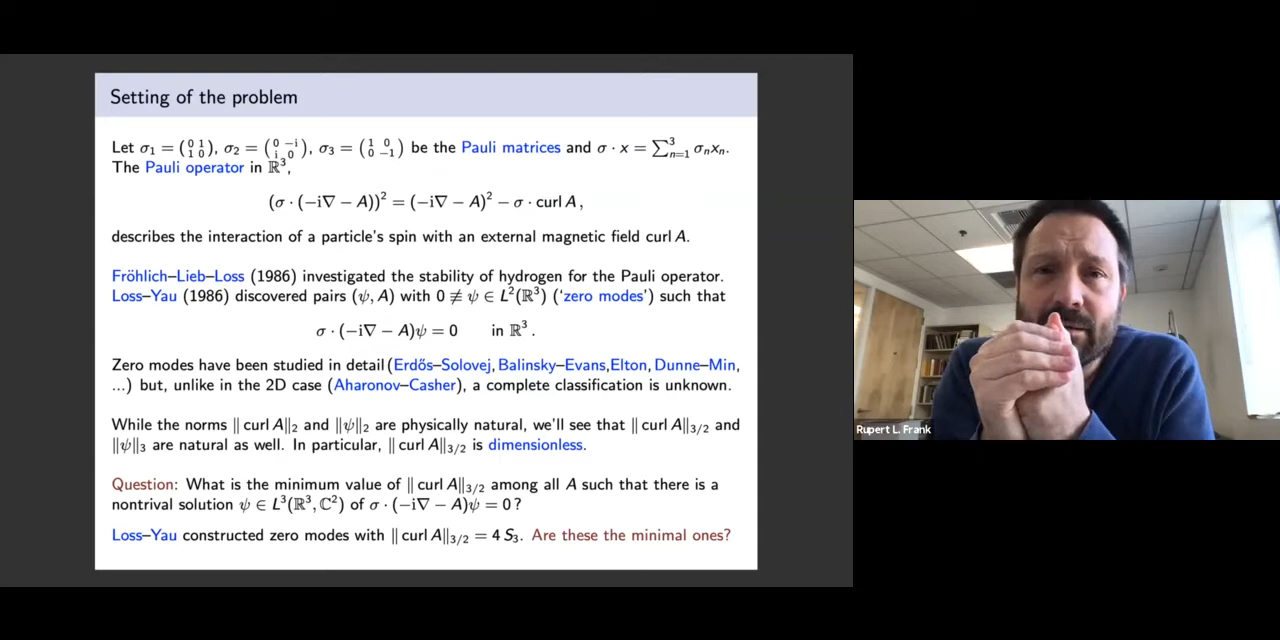 Setting of the problem
Let σ₁ = (0 1
1 0), σ₂ = (0 −i
i 0), σ₃ = (1 0
0 −1) be the Pauli matrices and σ · x = ∑³ₙ₌₁ σₙxₙ.
The Pauli operator in ℝ³,
(σ · (−i∇ − A))² = (−i∇ − A)² − σ · curl A ,
describes the interaction of a particle's spin with an external magnetic field curl A.
Fröhlich–Lieb–Loss (1986) investigated the stability of hydrogen for the Pauli operator.
Loss–Yau (1986) discovered pairs (ψ, A) with 0 ≢ ψ ∈ L²(ℝ³) ('zero modes') such that
σ · (−i∇ − A)ψ = 0 in ℝ³ .
Zero modes have been studied in detail (Erdős–Solovej, Balinsky–Evans,Elton, Dunne–Min,
...) but, unlike in the 2D case (Aharonov–Casher), a complete classification is unknown.
While the norms ‖ curl A‖₂ and ‖ψ‖₂ are physically natural, we'll see that ‖ curl A‖₃/₂ and
‖ψ‖₃ are natural as well. In particular, ‖ curl A‖₃/₂ is dimensionless.
Question: What is the minimum value of ‖ curl A‖₃/₂ among all A such that there is a
nontrival solution ψ ∈ L³(ℝ³, ℂ²) of σ · (−i∇ − A)ψ = 0 ?
Loss–Yau constructed zero modes with ‖ curl A‖₃/₂ = 4 S₃. Are these the minimal ones?
Rupert L. Frank